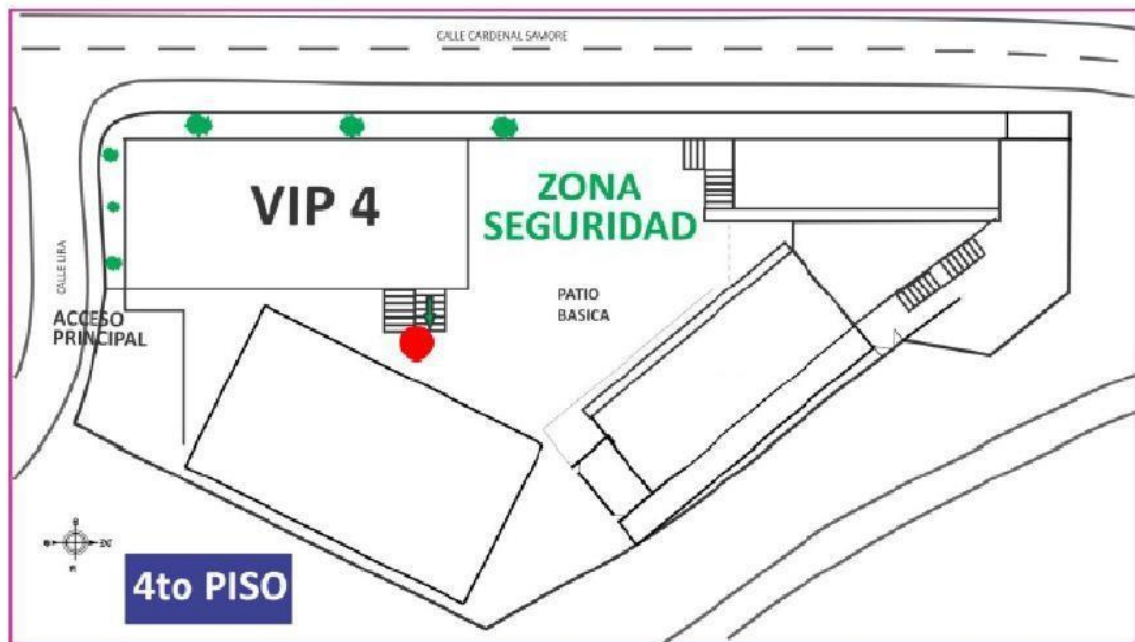 CALLE CARDENAL SAMORE
VIP 4
ZONA
SEGURIDAD
CALLE LIRA
PATIO
BASICA
ACCESO
PRINCIPAL
4to PISO